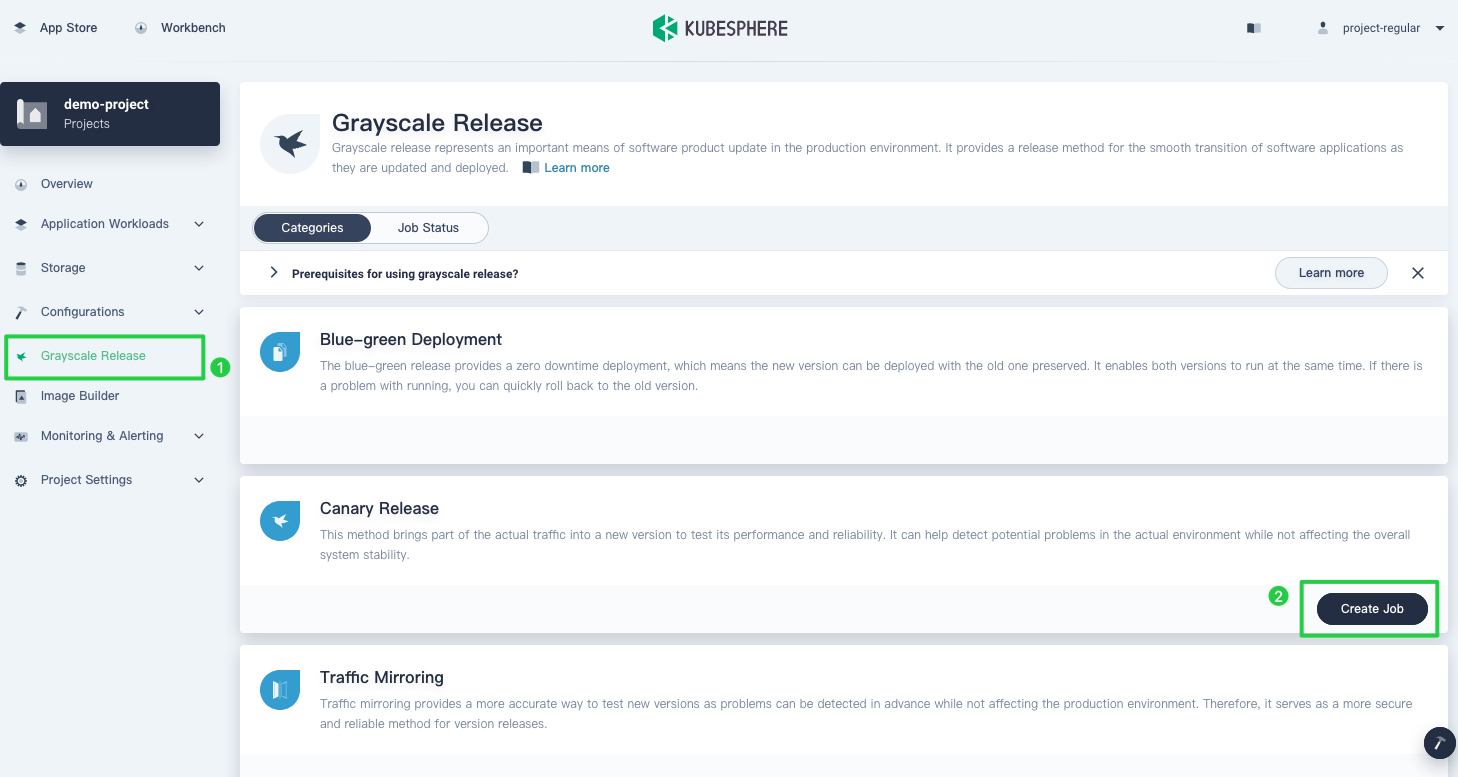 App Store
Workbench
KUBESPHERE
project-regular
demo-project
Projects
Overview
Application Workloads
Storage
Configurations
Grayscale Release
1
Image Builder
Monitoring & Alerting
Project Settings
Grayscale Release
Grayscale release represents an important means of software product update in the production environment. It provides a release method for the smooth transition of software applications as
they are updated and deployed. Learn more
Categories
Job Status
Prerequisites for using grayscale release?
Learn more
Blue-green Deployment
The blue-green release provides a zero downtime deployment, which means the new version can be deployed with the old one preserved. It enables both versions to run at the same time. If there is
a problem with running, you can quickly roll back to the old version.
Canary Release
This method brings part of the actual traffic into a new version to test its performance and reliability. It can help detect potential problems in the actual environment while not affecting the overall
system stability.
2
Create Job
Traffic Mirroring
Traffic mirroring provides a more accurate way to test new versions as problems can be detected in advance while not affecting the production environment. Therefore, it serves as a more secure
and reliable method for version releases.